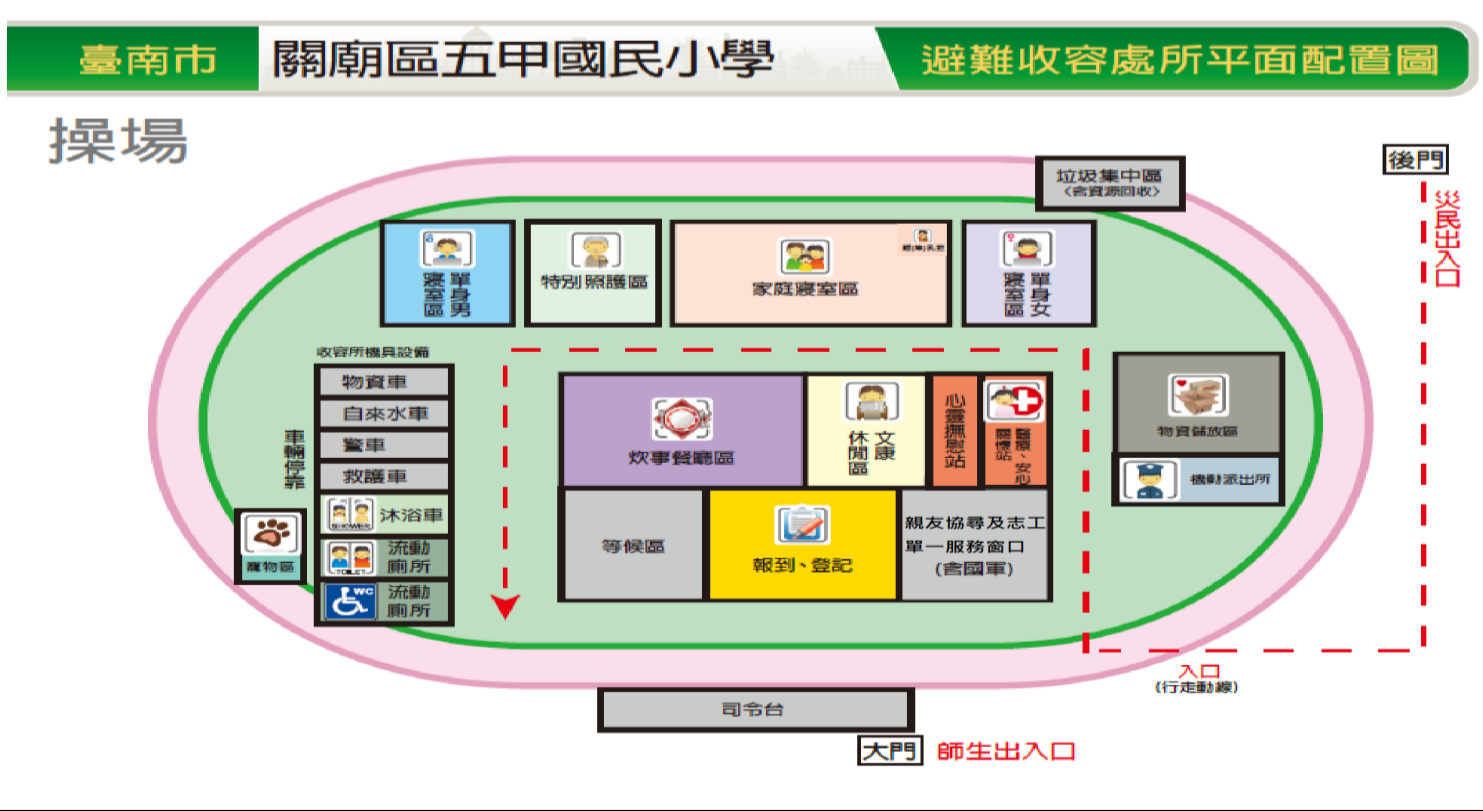 臺南市 關廟區五甲國民小學 避難收容處所平面配置圖
操場
後門
災民出入口
垃圾集中區
(含資源回收)
單身男
寢室區
特別照護區
家庭寢室區
單身女
寢室區
收容所機具設備
物資車
自來水車
警車
救護車
SHOWER
沐浴車
TOILET
流動
廁所
WC
流動
廁所
車輛停靠
寵物區
炊事餐廳區
文康
休閒區
心靈撫慰站
醫療、安心
關懷站
等候區
報到、登記
親友協尋及志工
單一服務窗口
(含國軍)
物資儲放區
機動派出所
入口
(行走動線)
司令台
大門 師生出入口